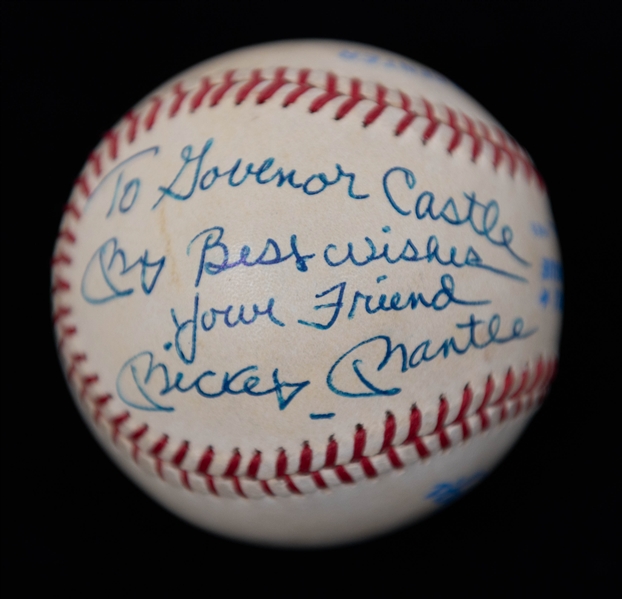 To Govenor Castle
My Best wishes
Your Friend
Mickey Mantle